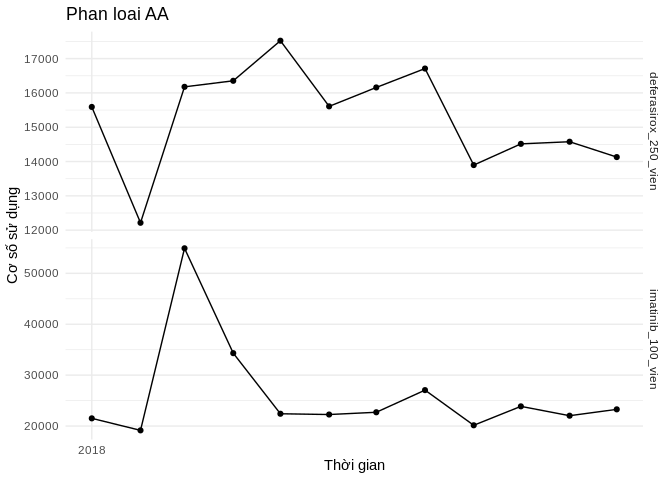 Phan loai AA
17000
16000
15000
14000
13000
12000
deferasirox_250_vien
Cơ số sử dụng
50000
40000
30000
20000
imatinib_100_vien
2018
Thời gian